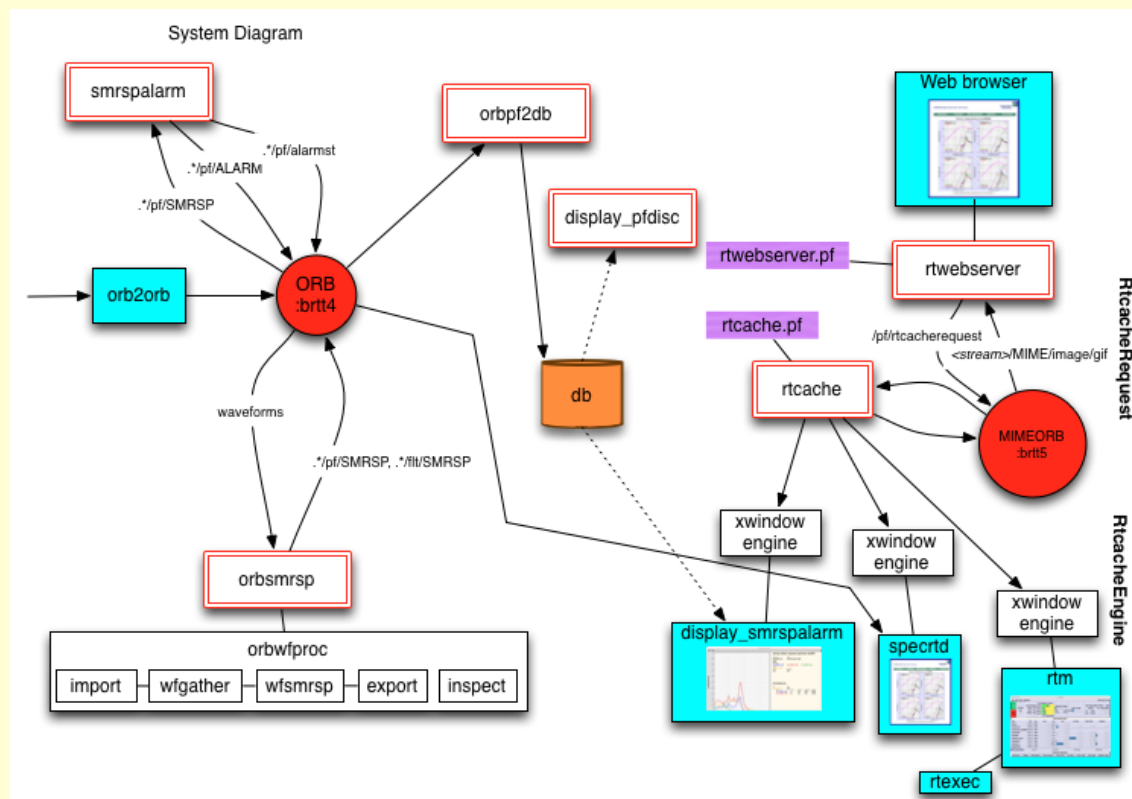 System Diagram
smrspalarm
.*/pf/alarmst
.*/pf/ALARM
.*/pf/SMRSP
orb2orb
ORB
:brtt4
waveforms
.*/pf/SMRSP, .*/flt/SMRSP
orbsmrsp
orbwfproc
import
wfgather
wfsmrsp
export
inspect
orbpf2db
display_pfdisc
db
Web browser
rtwebserver.pf
rtwebserver
rtcache.pf
/pf/rtcacherequest
<stream>/MIME/image/gif
rtcache
MIMEORB
:brtt5
RtcacheRequest
xwindow
engine
xwindow
engine
xwindow
engine
RtcacheEngine
display_smrspalarm
specrtd
rtm
rtexec